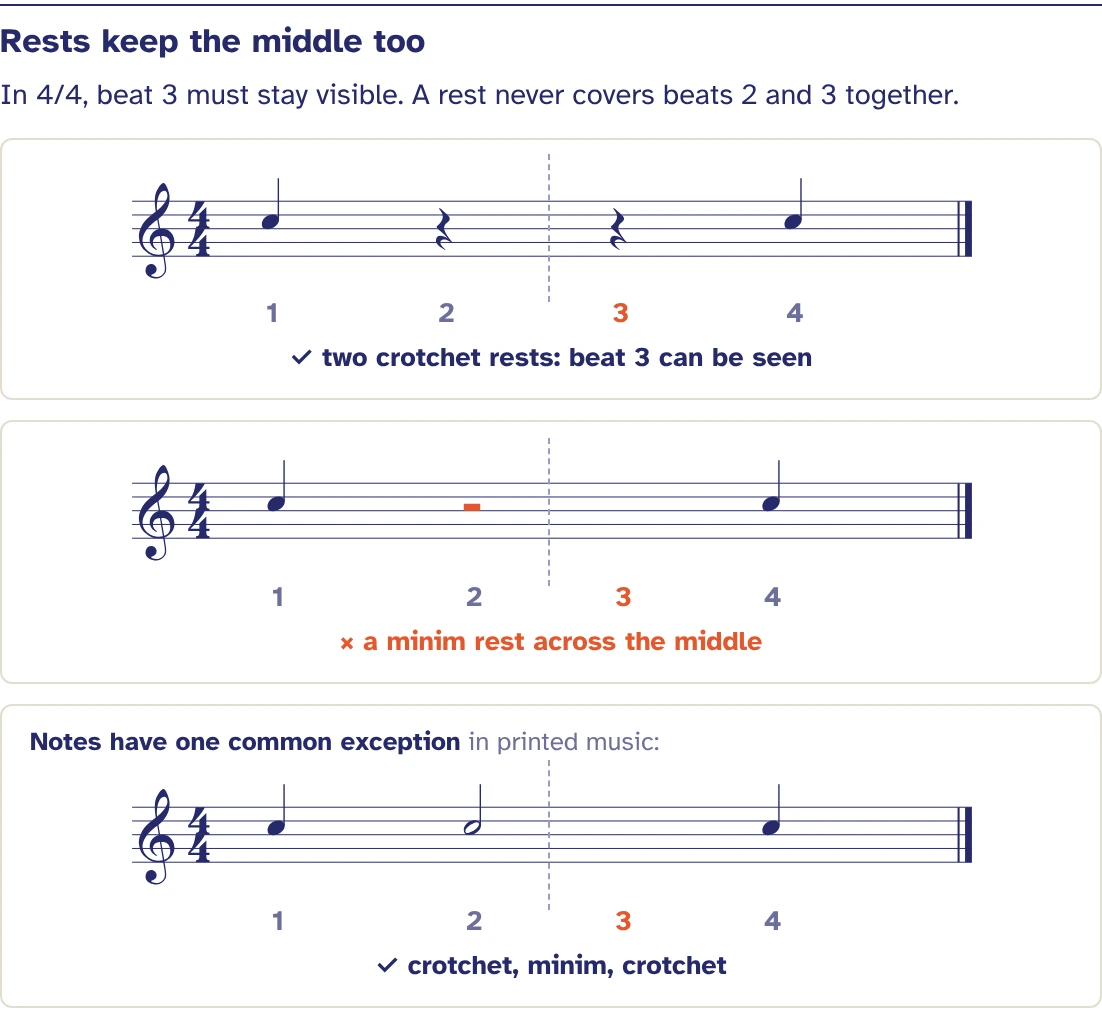 Rests keep the middle too
In 4/4, beat 3 must stay visible. A rest never covers beats 2 and 3 together.
4
4
1 2 3 4
✓ two crotchet rests: beat 3 can be seen
4
4
1 2 3 4
× a minim rest across the middle
Notes have one common exception in printed music:
4
4
1 2 3 4
✓ crotchet, minim, crotchet